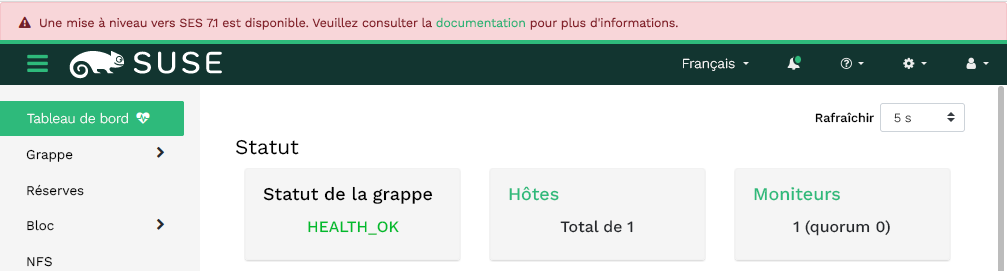 Une mise à niveau vers SES 7.1 est disponible. Veuillez consulter la documentation pour plus d'informations.
SUSE
Français
Tableau de bord
Rafraîchir 5 s
Grappe
Statut
Réserves
Statut de la grappe
Hôtes
Moniteurs
Bloc
HEALTH_OK
Total de 1
1 (quorum 0)
NFS